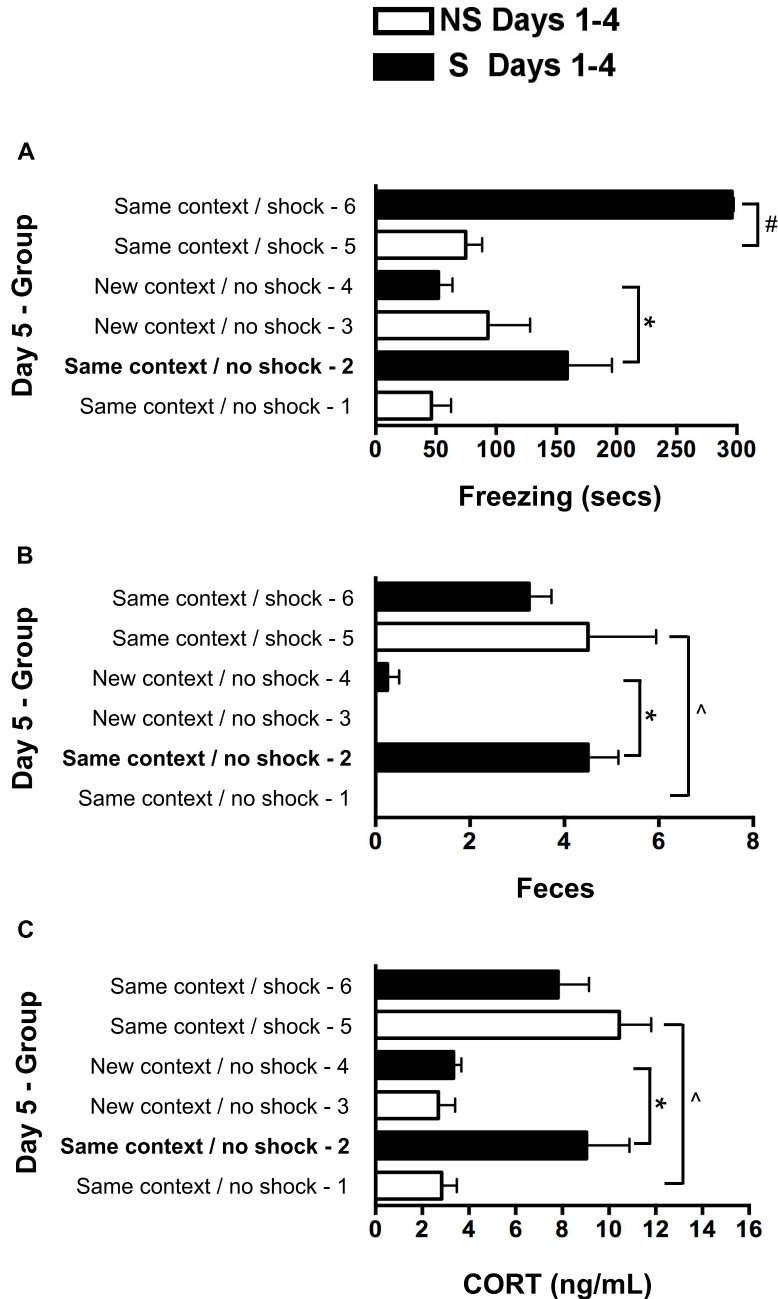 NS Days 1-4
S Days 1-4
A
Day 5 - Group
Same context / shock - 6
Same context / shock - 5
New context / no shock - 4
New context / no shock - 3
Same context / no shock - 2
Same context / no shock - 1
#
*
0 50 100 150 200 250 300
Freezing (secs)
B
Day 5 - Group
Same context / shock - 6
Same context / shock - 5
New context / no shock - 4
New context / no shock - 3
Same context / no shock - 2
Same context / no shock - 1
* ^
0 2 4 6 8
Feces
C
Day 5 - Group
Same context / shock - 6
Same context / shock - 5
New context / no shock - 4
New context / no shock - 3
Same context / no shock - 2
Same context / no shock - 1
* ^
0 2 4 6 8 10 12 14 16
CORT (ng/mL)